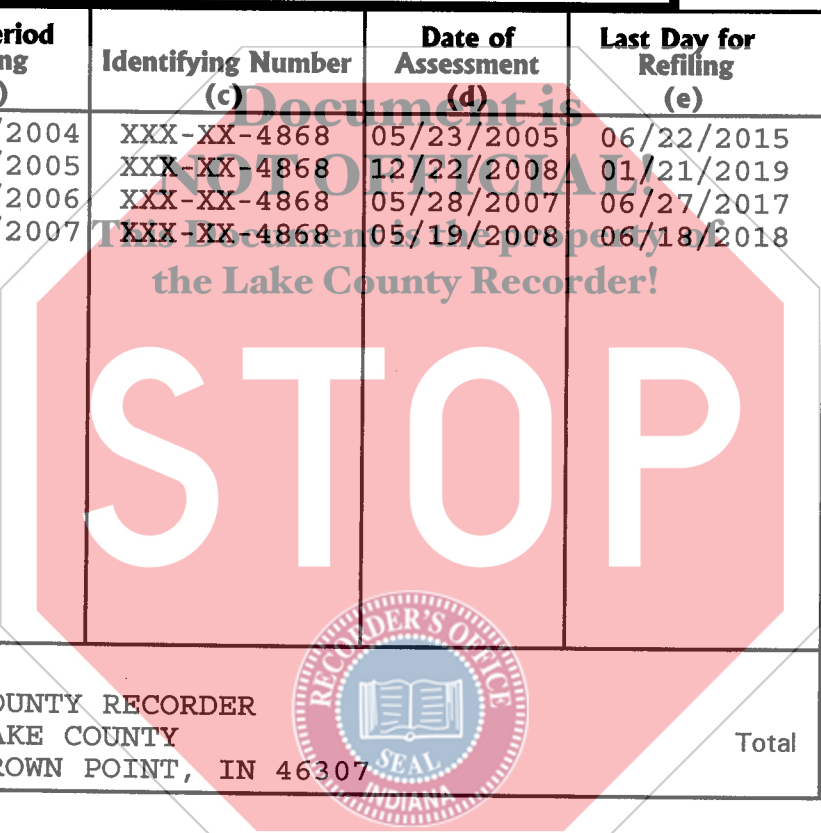 eriod
ng
)
Identifying Number
(c)
Date of
Assessment
(d)
Last Day for
Refiling
(e)
/2004 XXX-XX-4868 05/23/2005 06/22/2015
/2005 XXX-XX-4868 12/22/2008 01/21/2019
/2006 XXX-XX-4868 05/28/2007 06/27/2017
/2007 XXX-XX-4868 05/19/2008 06/18/2018
Document is
NOT OFFICIAL!
This Document is the property of
the Lake County Recorder!
STOP
OUNTY RECORDER
AKE COUNTY
ROWN POINT, IN 46307
Total
RECORDER'S OFFICE
SEAL
INDIANA